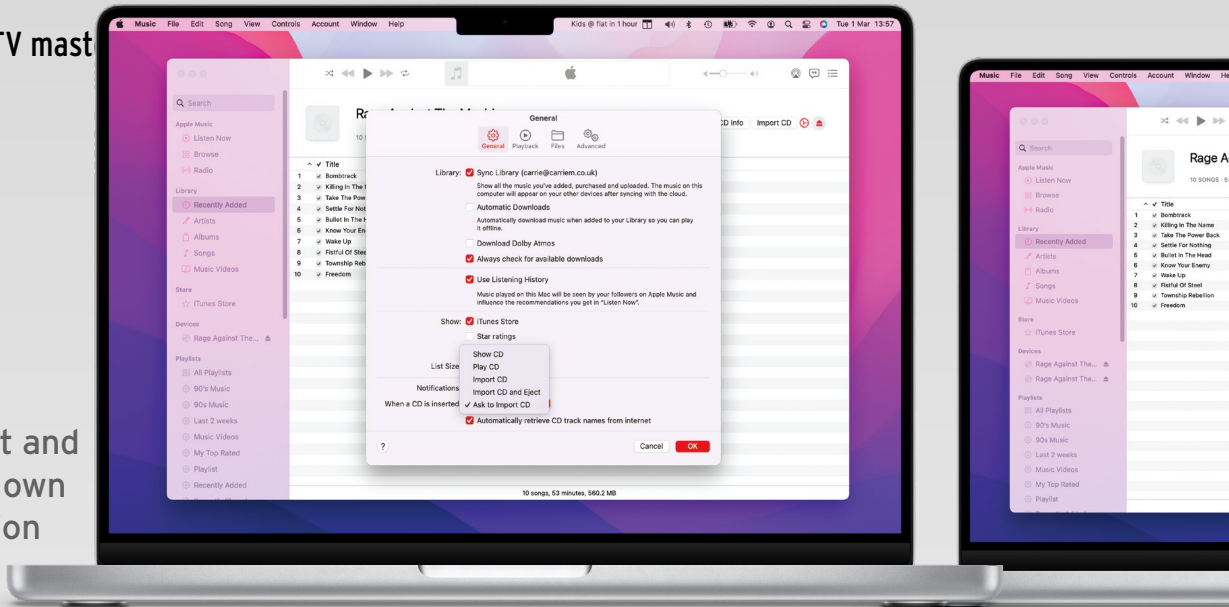 TV mast
t and
own
on
Music File Edit Song View Controls Account Window Help Kids @ flat in 1 hour Tue 1 Mar 13:57
Search
Apple Music
Listen Now
Browse
Radio
Library
Recently Added
Artists
Albums
Songs
Music Videos
Store
iTunes Store
Devices
Rage Against The...
Playlists
All Playlists
90's Music
90s Music
Last 2 weeks
Music Videos
My Top Rated
Playlist
Recently Added
CD Info Import CD
Title
1 Bombtrack
2 Killing In The
3 Take The Pow
4 Settle For Not
5 Bullet In The
6 Know Your En
7 Wake Up
8 Fistful Of Stee
9 Township Reb
10 Freedom
General
General Playback Files Advanced
Library: Sync Library (carrie@carriem.co.uk)
Show all the music you've added, purchased and uploaded. The music on this
computer will appear on your other devices after syncing with the cloud.
Automatic Downloads
Automatically download music when added to your Library so you can play
it offline.
Download Dolby Atmos
Always check for available downloads
Use Listening History
Music played on this Mac will be seen by your followers on Apple Music and
influence the recommendations you get in "Listen Now".
Show: iTunes Store
Star ratings
List Size
Notifications
When a CD is inserted
Show CD
Play CD
Import CD
Import CD and Eject
✓ Ask to Import CD
Automatically retrieve CD track names from internet
? Cancel OK
10 songs, 53 minutes, 560.2 MB
Music File Edit Song View Controls Account Window He
Search
Apple Music
Listen Now
Browse
Radio
Library
Recently Added
Artists
Albums
Songs
Music Videos
Store
iTunes Store
Devices
Rage Against The...
Rage Against The...
Playlists
All Playlists
90's Music
90s Music
Last 2 weeks
Music Videos
My Top Rated
Playlist
Rage A
10 SONGS
Title
1 Bombtrack
2 Killing In The Name
3 Take The Power Back
4 Settle For Nothing
5 Bullet In The Head
6 Know Your Enemy
7 Wake Up
8 Fistful Of Steel
9 Township Rebellion
10 Freedom